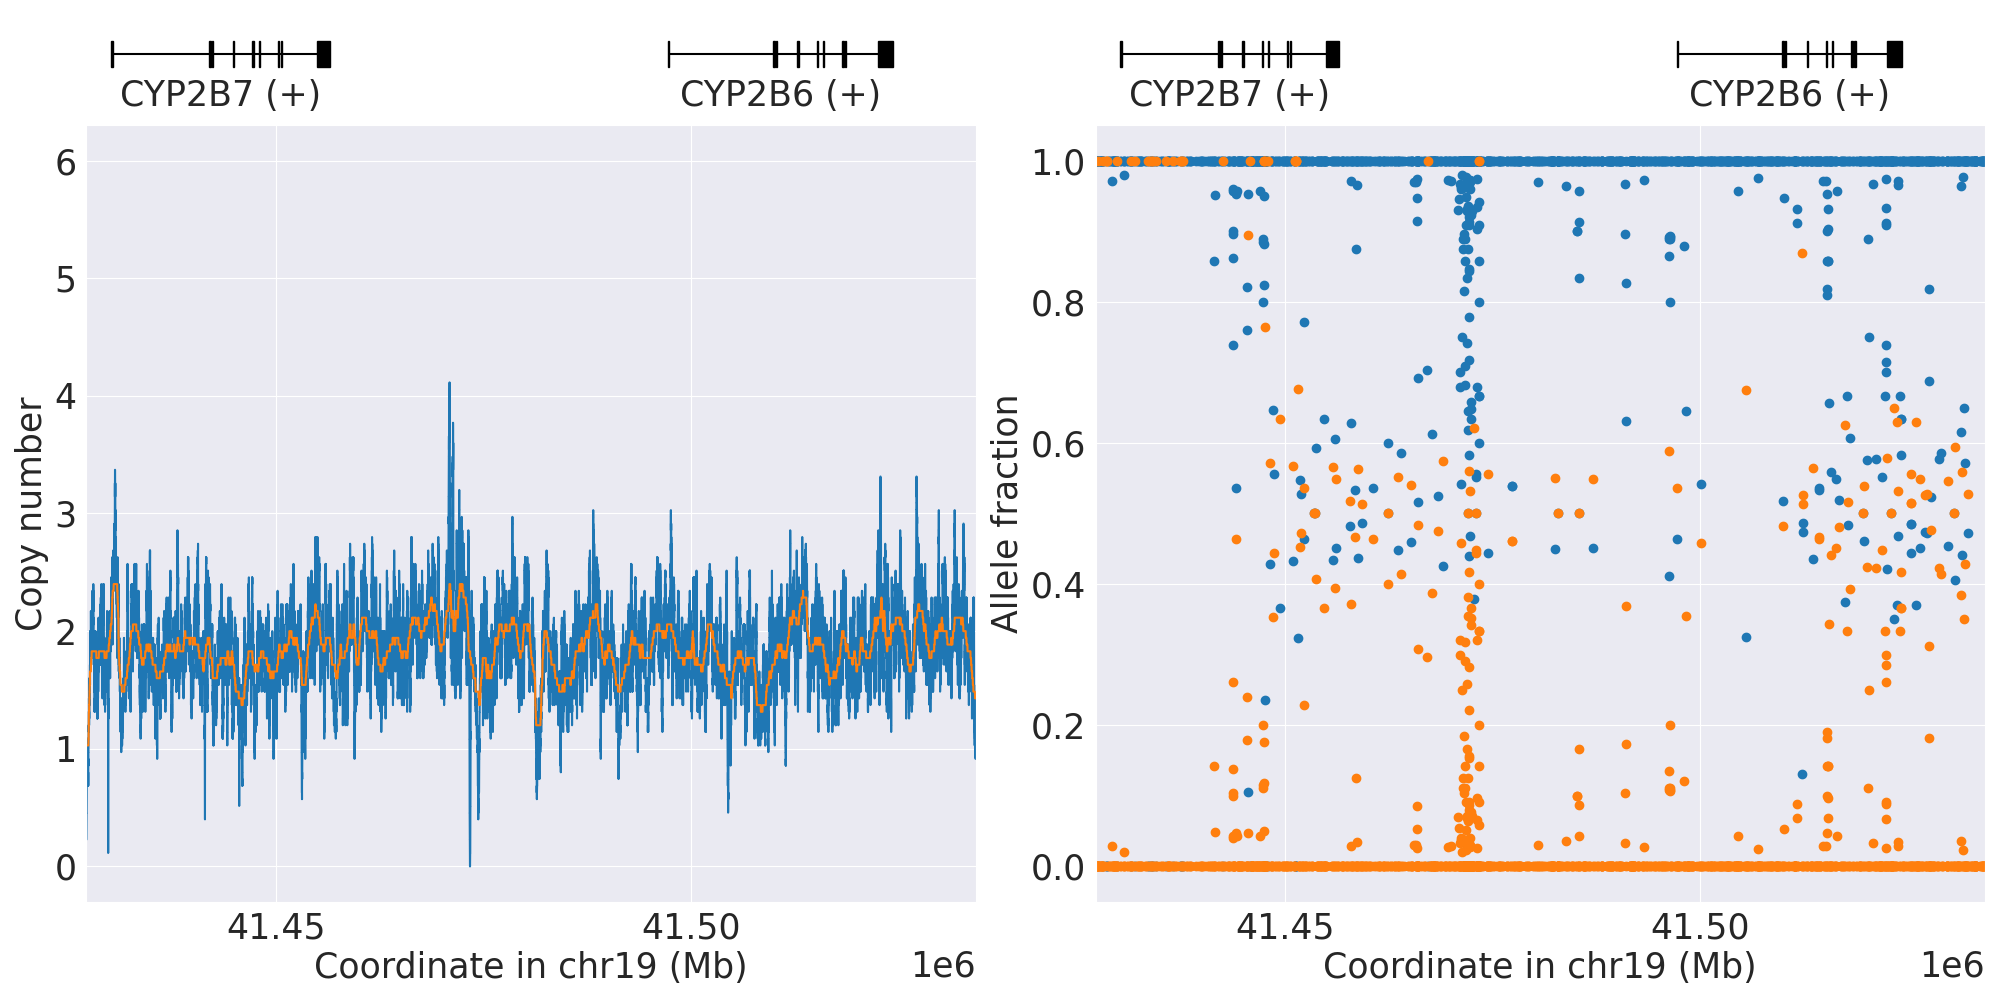 CYP2B7 (+) CYP2B6 (+)
6
5
4
3
2
1
0
Copy number
41.45 41.50
Coordinate in chr19 (Mb) 1e6
CYP2B7 (+) CYP2B6 (+)
1.0
0.8
0.6
0.4
0.2
0.0
Allele fraction
41.45 41.50
Coordinate in chr19 (Mb) 1e6